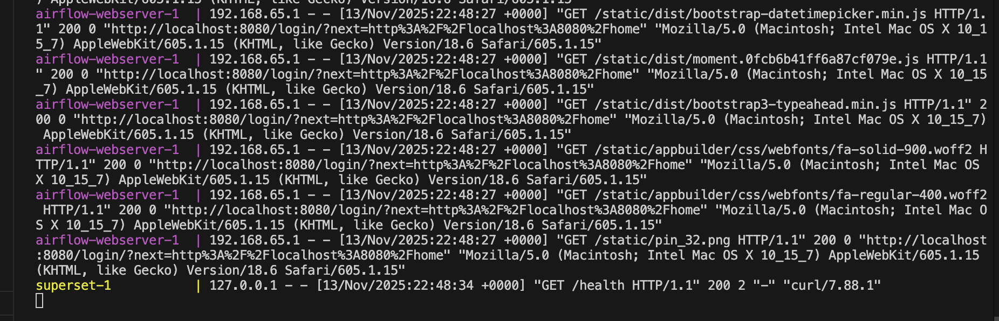 ) AppleWebKit/605.1.15 (KHTML, like Gecko) Version/18.6 Safari/605.1.15"
airflow-webserver-1  | 192.168.65.1 - - [13/Nov/2025:22:48:27 +0000] "GET /static/dist/bootstrap-datetimepicker.min.js HTTP/1.
1" 200 0 "http://localhost:8080/login/?next=http%3A%2F%2Flocalhost%3A8080%2Fhome" "Mozilla/5.0 (Macintosh; Intel Mac OS X 10_1
5_7) AppleWebKit/605.1.15 (KHTML, like Gecko) Version/18.6 Safari/605.1.15"
airflow-webserver-1  | 192.168.65.1 - - [13/Nov/2025:22:48:27 +0000] "GET /static/dist/moment.0fcb6b41ff6a87cf079e.js HTTP/1.1
" 200 0 "http://localhost:8080/login/?next=http%3A%2F%2Flocalhost%3A8080%2Fhome" "Mozilla/5.0 (Macintosh; Intel Mac OS X 10_15
_7) AppleWebKit/605.1.15 (KHTML, like Gecko) Version/18.6 Safari/605.1.15"
airflow-webserver-1  | 192.168.65.1 - - [13/Nov/2025:22:48:27 +0000] "GET /static/dist/bootstrap3-typeahead.min.js HTTP/1.1" 2
00 0 "http://localhost:8080/login/?next=http%3A%2F%2Flocalhost%3A8080%2Fhome" "Mozilla/5.0 (Macintosh; Intel Mac OS X 10_15_7)
 AppleWebKit/605.1.15 (KHTML, like Gecko) Version/18.6 Safari/605.1.15"
airflow-webserver-1  | 192.168.65.1 - - [13/Nov/2025:22:48:27 +0000] "GET /static/appbuilder/css/webfonts/fa-solid-900.woff2 H
TTP/1.1" 200 0 "http://localhost:8080/login/?next=http%3A%2F%2Flocalhost%3A8080%2Fhome" "Mozilla/5.0 (Macintosh; Intel Mac OS 
X 10_15_7) AppleWebKit/605.1.15 (KHTML, like Gecko) Version/18.6 Safari/605.1.15"
airflow-webserver-1  | 192.168.65.1 - - [13/Nov/2025:22:48:27 +0000] "GET /static/appbuilder/css/webfonts/fa-regular-400.woff2
 HTTP/1.1" 200 0 "http://localhost:8080/login/?next=http%3A%2F%2Flocalhost%3A8080%2Fhome" "Mozilla/5.0 (Macintosh; Intel Mac O
S X 10_15_7) AppleWebKit/605.1.15 (KHTML, like Gecko) Version/18.6 Safari/605.1.15"
airflow-webserver-1  | 192.168.65.1 - - [13/Nov/2025:22:48:27 +0000] "GET /static/pin_32.png HTTP/1.1" 200 0 "http://localhost
:8080/login/?next=http%3A%2F%2Flocalhost%3A8080%2Fhome" "Mozilla/5.0 (Macintosh; Intel Mac OS X 10_15_7) AppleWebKit/605.1.15 
(KHTML, like Gecko) Version/18.6 Safari/605.1.15"
superset-1           | 127.0.0.1 - - [13/Nov/2025:22:48:34 +0000] "GET /health HTTP/1.1" 200 2 "-" "curl/7.88.1"